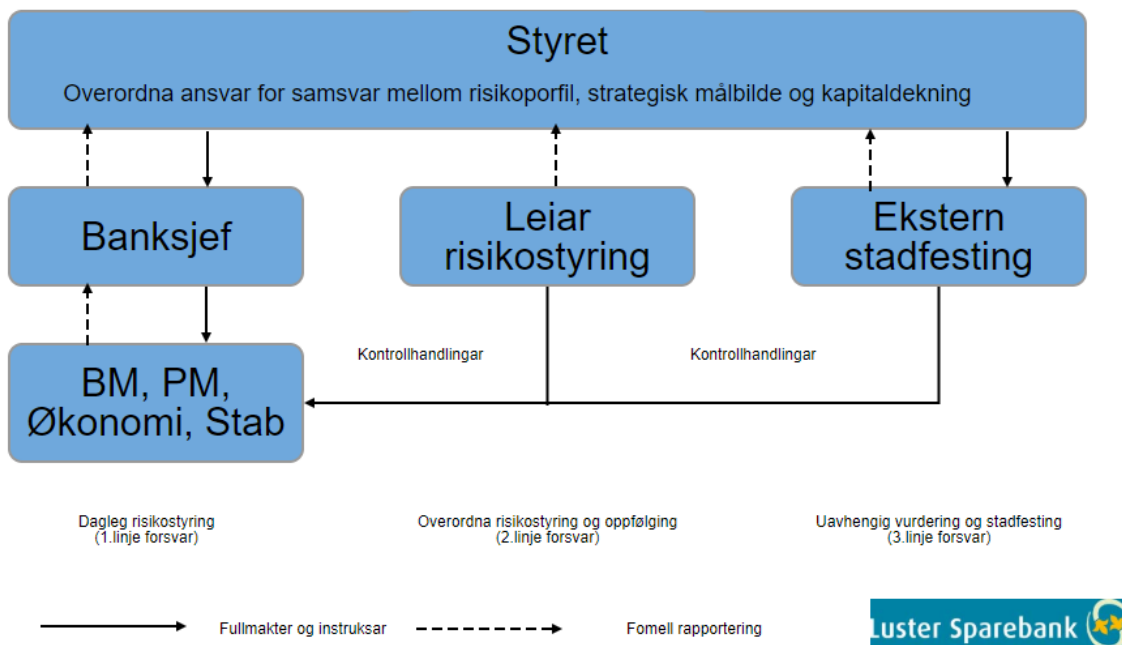 Styret
Overordna ansvar for samsvar mellom risikoporfil, strategisk målbilde og kapitaldekning
Banksjef
Leiar
risikostyring
Ekstern
stadfesting
Kontrollhandlingar
Kontrollhandlingar
BM, PM,
Økonomi, Stab
Dagleg risikostyring
(1.linje forsvar)
Overordna risikostyring og oppfølging
(2.linje forsvar)
Uavhengig vurdering og stadfesting
(3.linje forsvar)
Fullmakter og instruksar
Fomell rapportering
Luster Sparebank